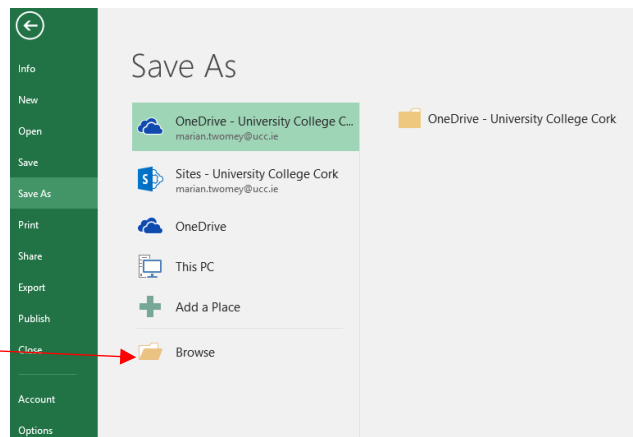 Info
New
Open
Save
Save As
Print
Share
Export
Publish
Close
Account
Options
Save As
OneDrive - University College C...
marian.twomey@ucc.ie
Sites - University College Cork
marian.twomey@ucc.ie
OneDrive
This PC
Add a Place
Browse
OneDrive - University College Cork